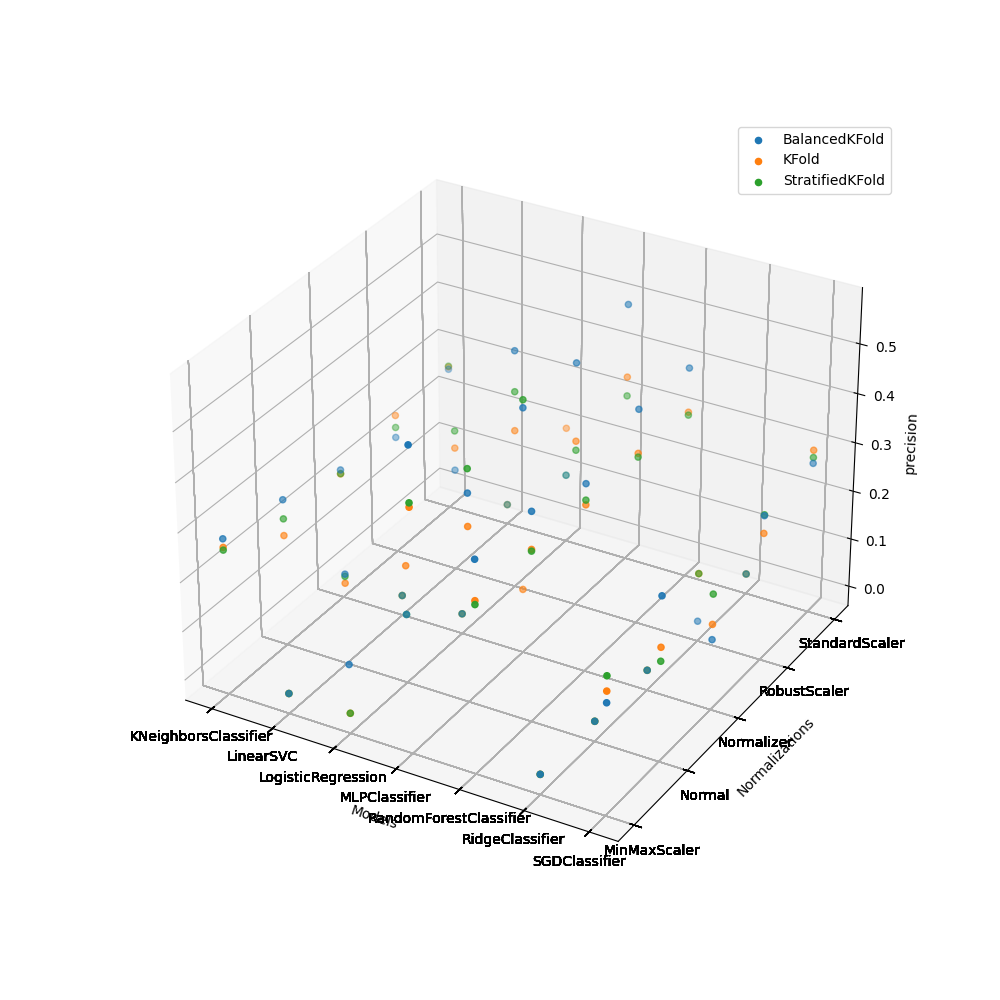 BalancedKFold
KFold
StratifiedKFold
0.5
0.4
0.3
0.2
0.1
0.0
precision
StandardScaler
RobustScaler
Normalizer
Normal
MinMaxScaler
Normalizations
KNeighborsClassifier
LinearSVC
LogisticRegression
MLPClassifier
RandomForestClassifier
RidgeClassifier
SGDClassifier
Models